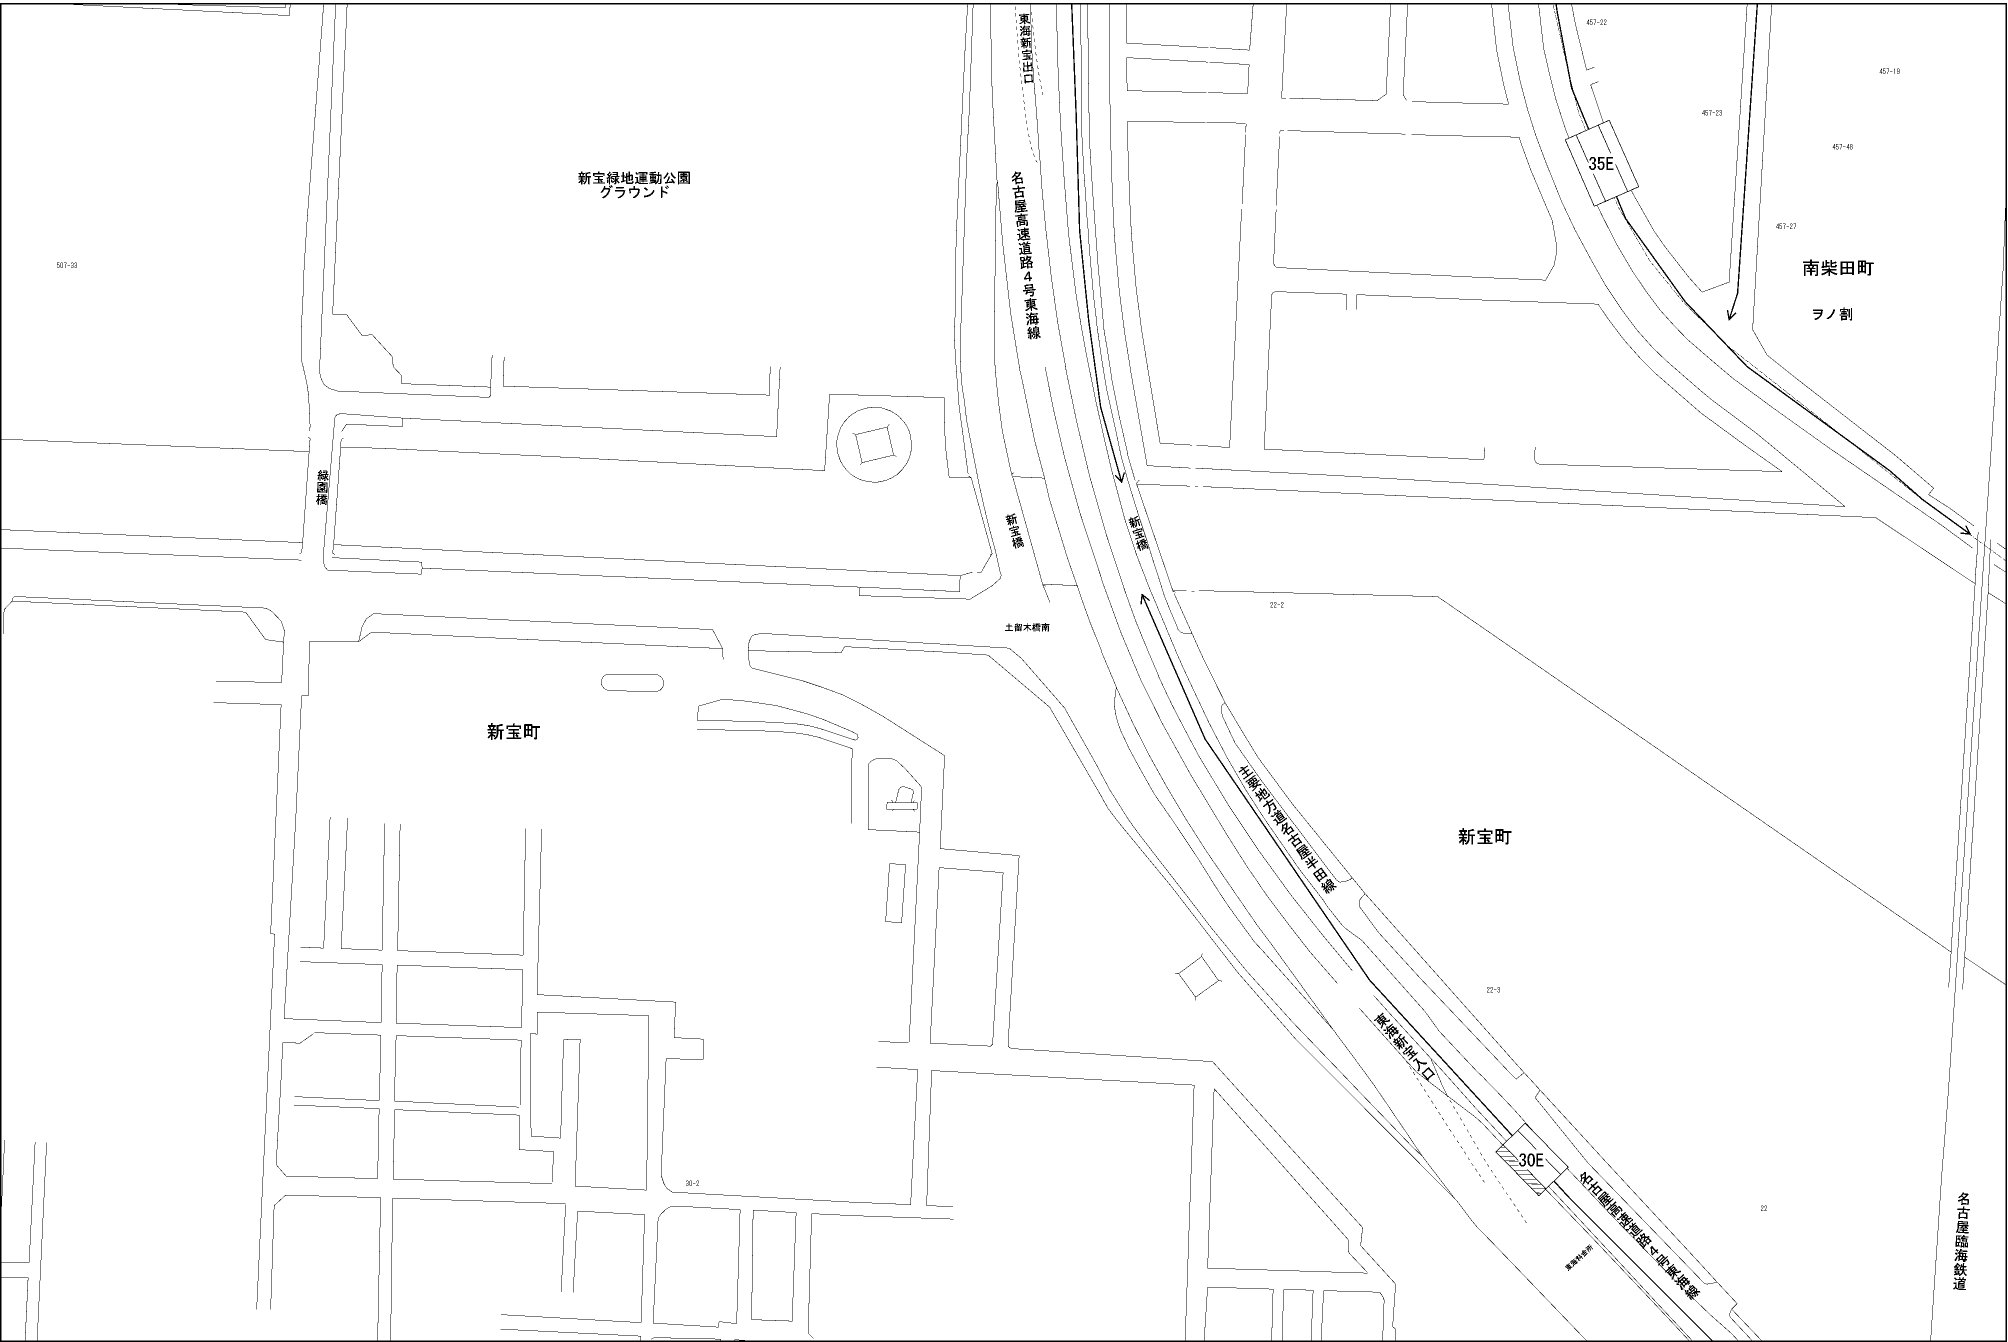 東海新宝出口
457-22
457-19
457-23
457-48
35E
新宝緑地運動公園
グラウンド
名古屋高速道路4号東海線
457-27
507-33
南柴田町
ヲノ割
緑園橋
新宝橋
新宝橋
22-2
土留木橋南
新宝町
主要地方道名古屋半田線
新宝町
22-3
東海新宝入口
30E
30-2
名古屋高速道路4号東海線
22
名古屋臨海鉄道
東海料金所